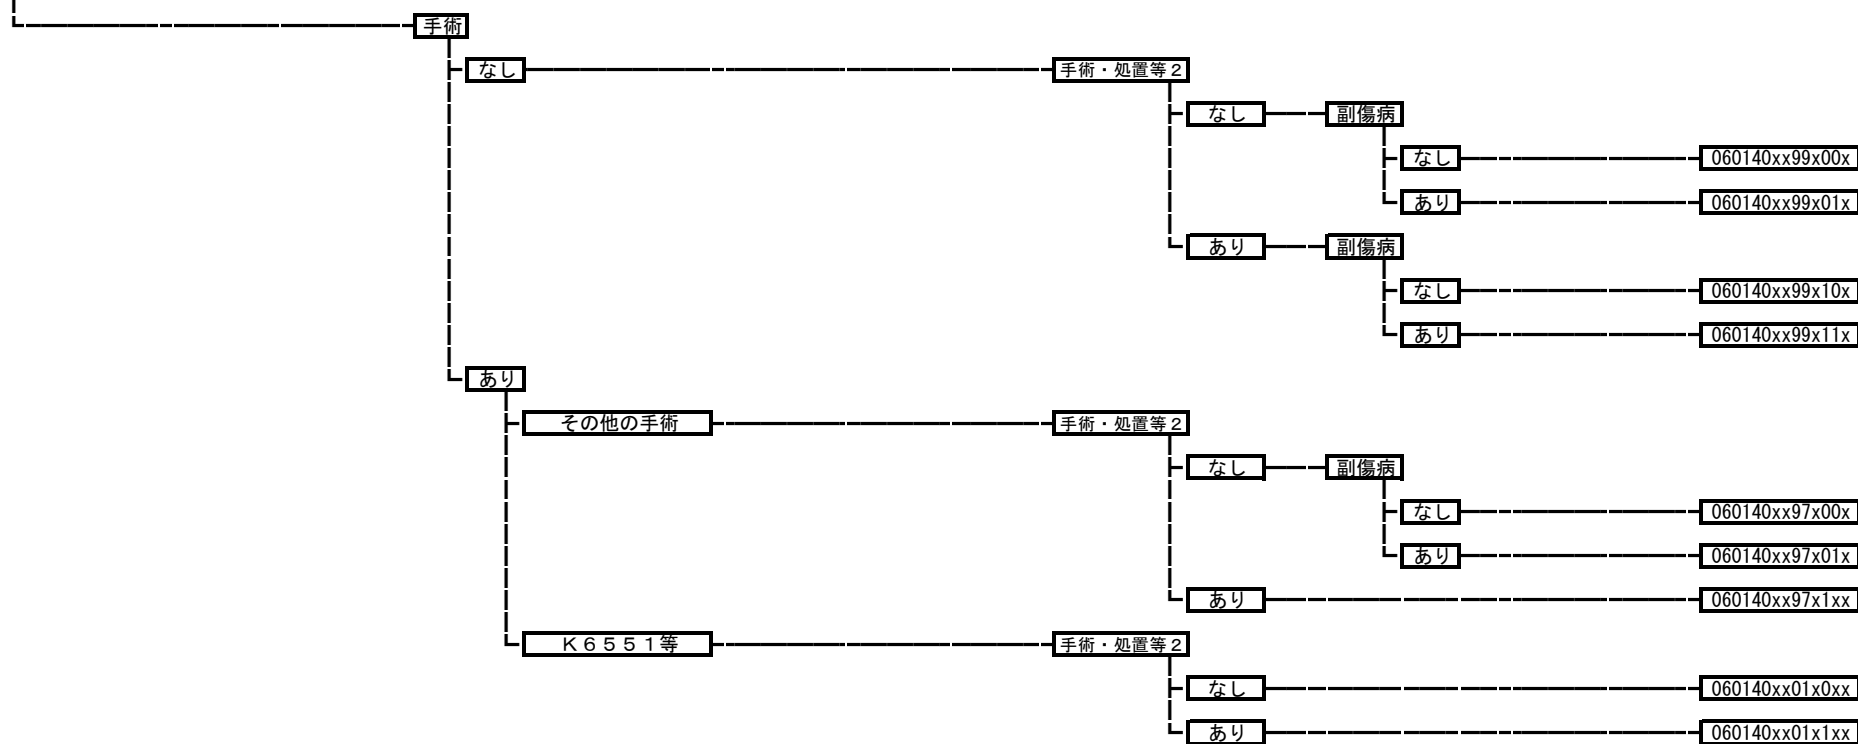 手術
なし 手術・処置等２
なし 副傷病
なし 060140xx99x00x
あり 060140xx99x01x
あり 副傷病
なし 060140xx99x10x
あり 060140xx99x11x
あり
その他の手術 手術・処置等２
なし 副傷病
なし 060140xx97x00x
あり 060140xx97x01x
あり 060140xx97x1xx
Ｋ６５５１等 手術・処置等２
なし 060140xx01x0xx
あり 060140xx01x1xx